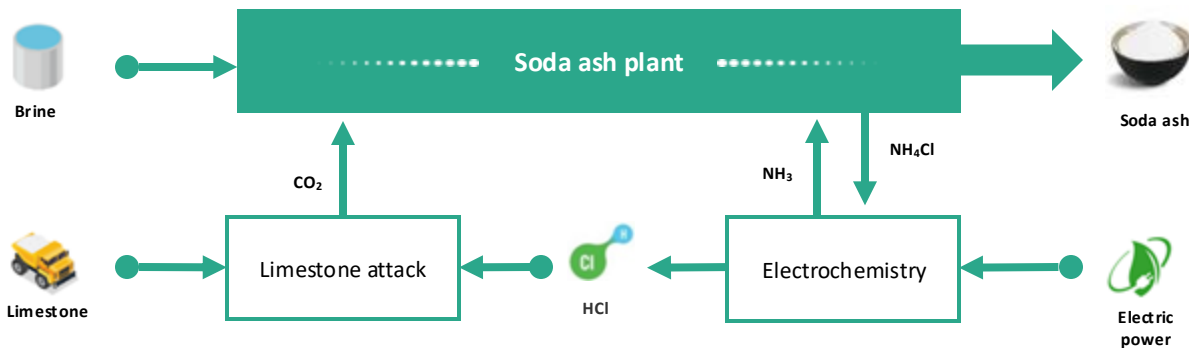 Soda ash plant
Brine
Soda ash
CO₂
NH₃
NH₄Cl
Limestone attack
Cl
H
Electrochemistry
Limestone
HCl
Electric
power